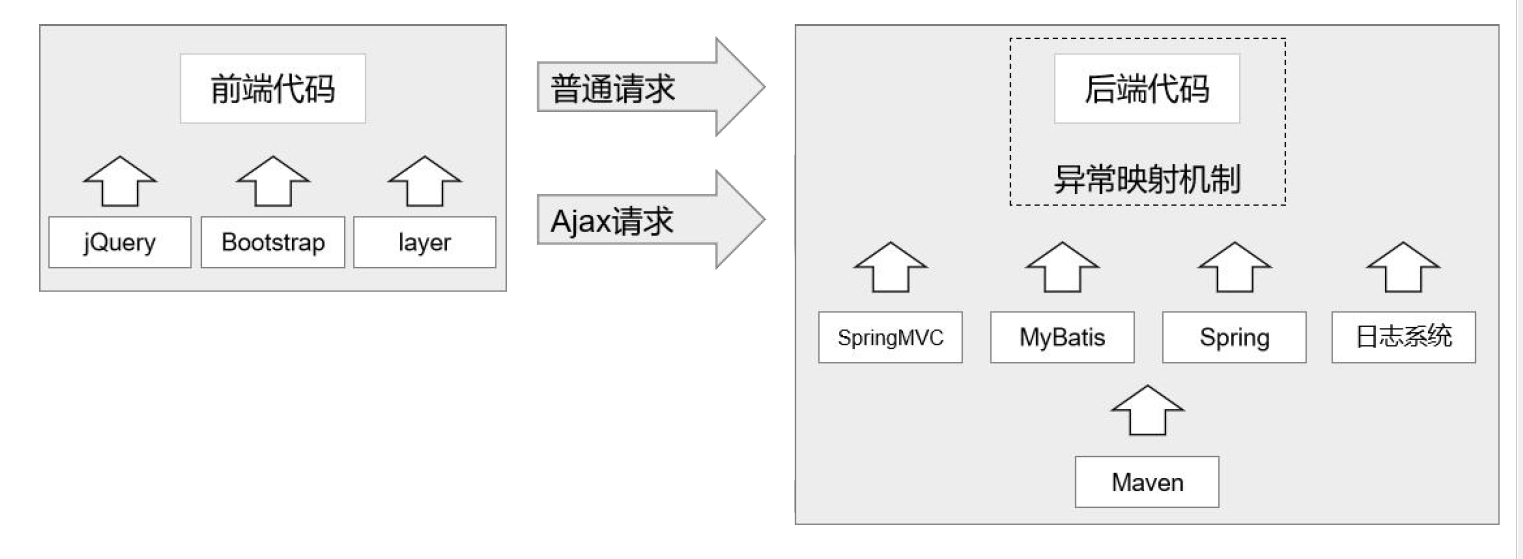 前端代码
jQuery
Bootstrap
layer
普通请求
Ajax请求
后端代码
异常映射机制
SpringMVC
MyBatis
Spring
日志系统
Maven